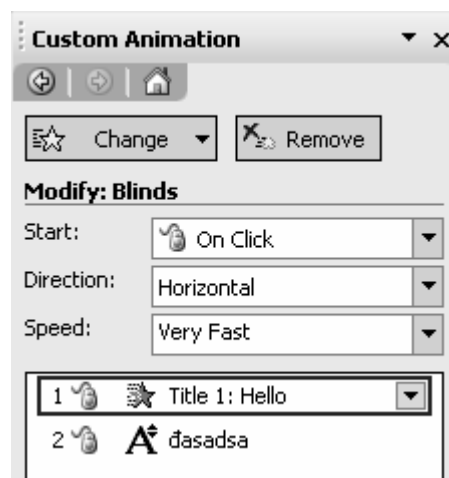 Custom Animation
Change Remove
Modify: Blinds
Start: On Click
Direction: Horizontal
Speed: Very Fast
1 Title 1: Hello
2 đasadsa